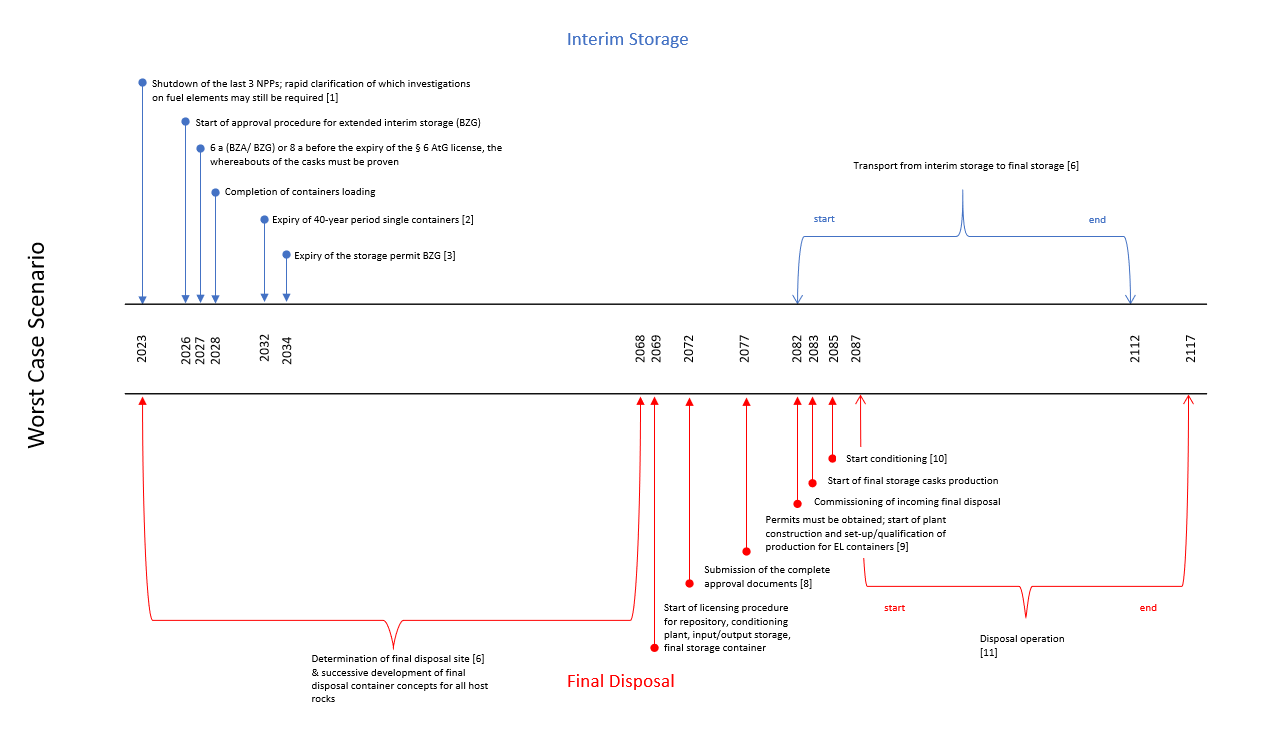 Interim Storage
Shutdown of the last 3 NPPs; rapid clarification of which investigations
on fuel elements may still be required [1]
Start of approval procedure for extended interim storage (BZG)
6 a (BZA/ BZG) or 8 a before the expiry of the § 6 AtG license, the
whereabouts of the casks must be proven
Completion of containers loading
Expiry of 40-year period single containers [2]
Expiry of the storage permit BZG [3]
Transport from interim storage to final storage [6]
start
end
Worst Case Scenario
2023
2026
2027
2028
2032
2034
2068
2069
2072
2077
2082
2083
2085
2087
2112
2117
Start conditioning [10]
Start of final storage casks production
Commissioning of incoming final disposal
Permits must be obtained; start of plant
construction and set-up/qualification of
production for EL containers [9]
Submission of the complete
approval documents [8]
Start of licensing procedure
for repository, conditioning
plant, input/output storage,
final storage container
start
end
Disposal operation
[11]
Determination of final disposal site [6]
& successive development of final
disposal container concepts for all host
rocks
Final Disposal